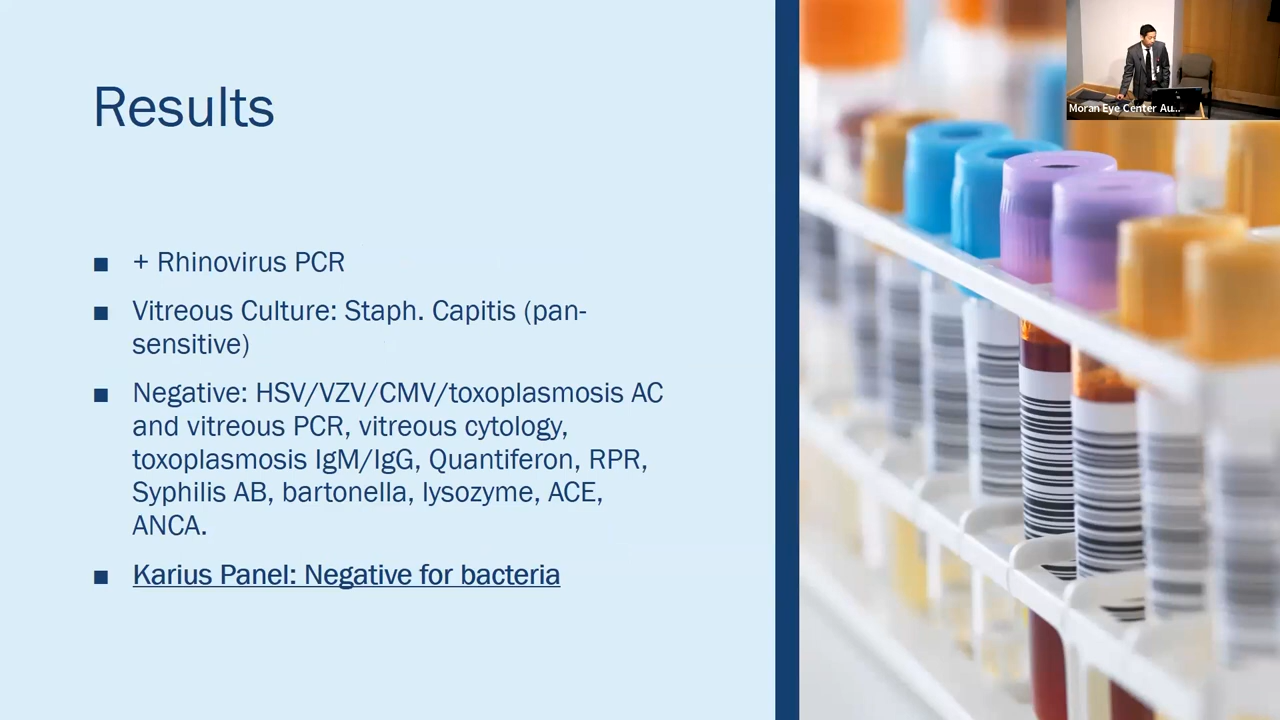 Results
Moran Eye Center Au...
■ + Rhinovirus PCR
■ Vitreous Culture: Staph. Capitis (pan-
sensitive)
■ Negative: HSV/VZV/CMV/toxoplasmosis AC
and vitreous PCR, vitreous cytology,
toxoplasmosis IgM/IgG, Quantiferon, RPR,
Syphilis AB, bartonella, lysozyme, ACE,
ANCA.
■ Karius Panel: Negative for bacteria